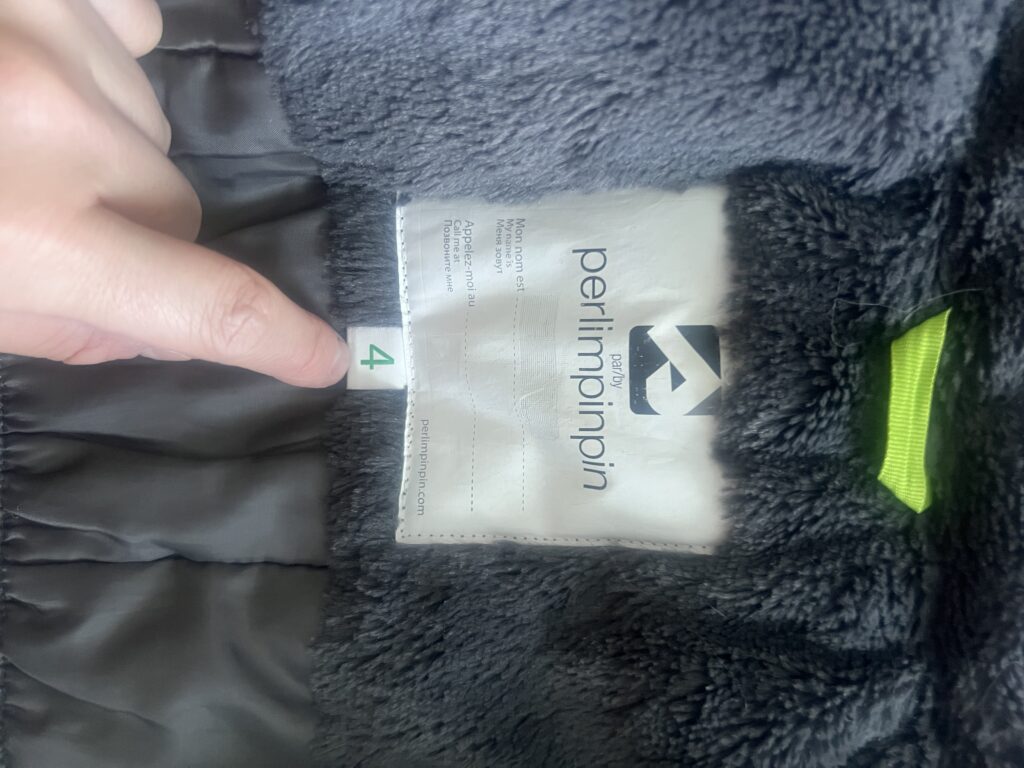 par/by
perlimpinpin
Mon nom est
My name is
Меня зовут
Appelez-moi au
Call me at
Позвоните мне
perlimpinpin.com
4